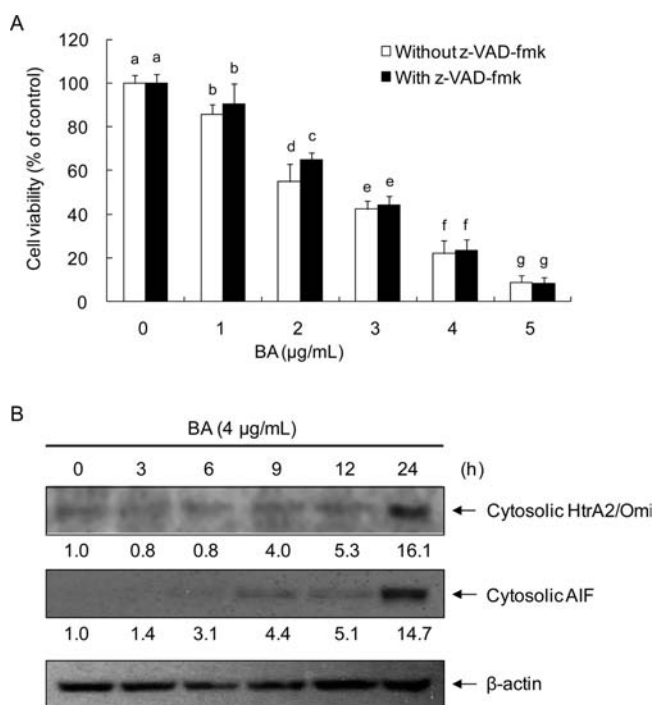 A
120
100
80
60
40
20
0
Cell viability (% of control)
Without z-VAD-fmk
With z-VAD-fmk
a a
b b
d c
e e
f f
g g
0 1 2 3 4 5
BA (µg/mL)
B
BA (4 µg/mL)
0 3 6 9 12 24 (h)
Cytosolic HtrA2/Omi
1.0 0.8 0.8 4.0 5.3 16.1
Cytosolic AIF
1.0 1.4 3.1 4.4 5.1 14.7
β-actin